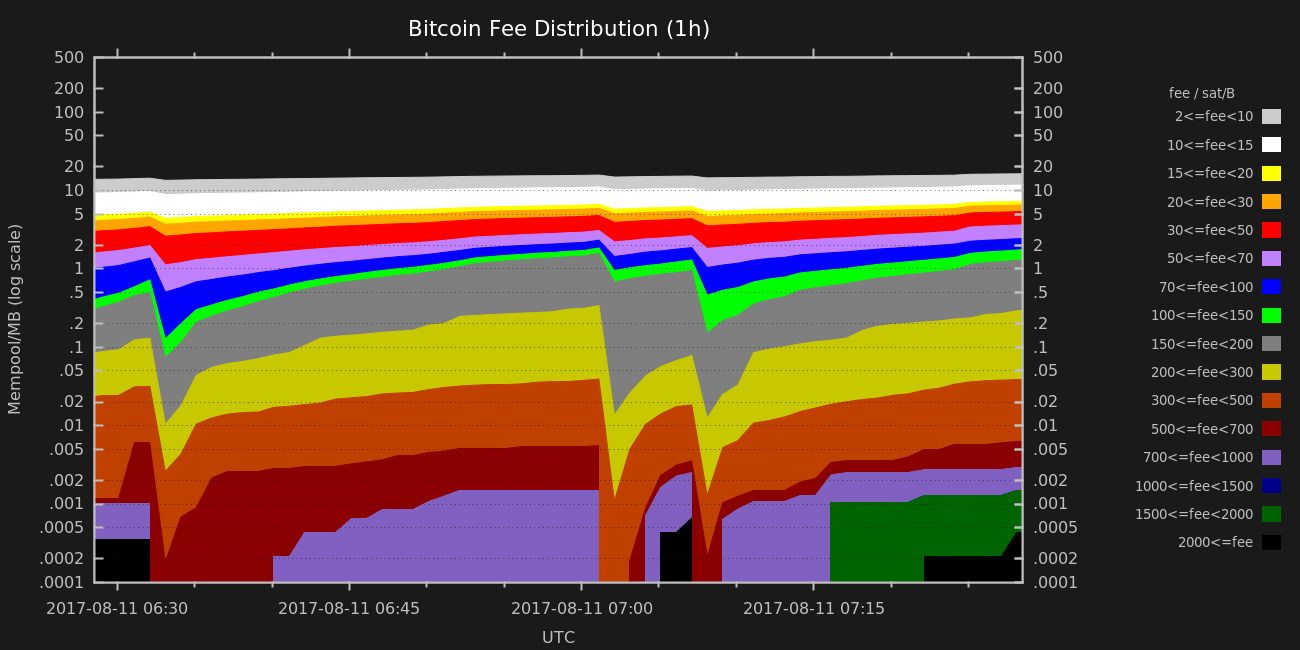 Bitcoin Fee Distribution (1h)
500 500
200 200
100 100
50 50
20 20
10 10
5 5
2 2
1 1
.5 .5
.2 .2
.1 .1
.05 .05
.02 .02
.01 .01
.005 .005
.002 .002
.001 .001
.0005 .0005
.0002 .0002
.0001 .0001
Mempool/MB (log scale)
2017-08-11 06:30 2017-08-11 06:45 2017-08-11 07:00 2017-08-11 07:15
UTC
fee / sat/B
2<=fee<10
10<=fee<15
15<=fee<20
20<=fee<30
30<=fee<50
50<=fee<70
70<=fee<100
100<=fee<150
150<=fee<200
200<=fee<300
300<=fee<500
500<=fee<700
700<=fee<1000
1000<=fee<1500
1500<=fee<2000
2000<=fee